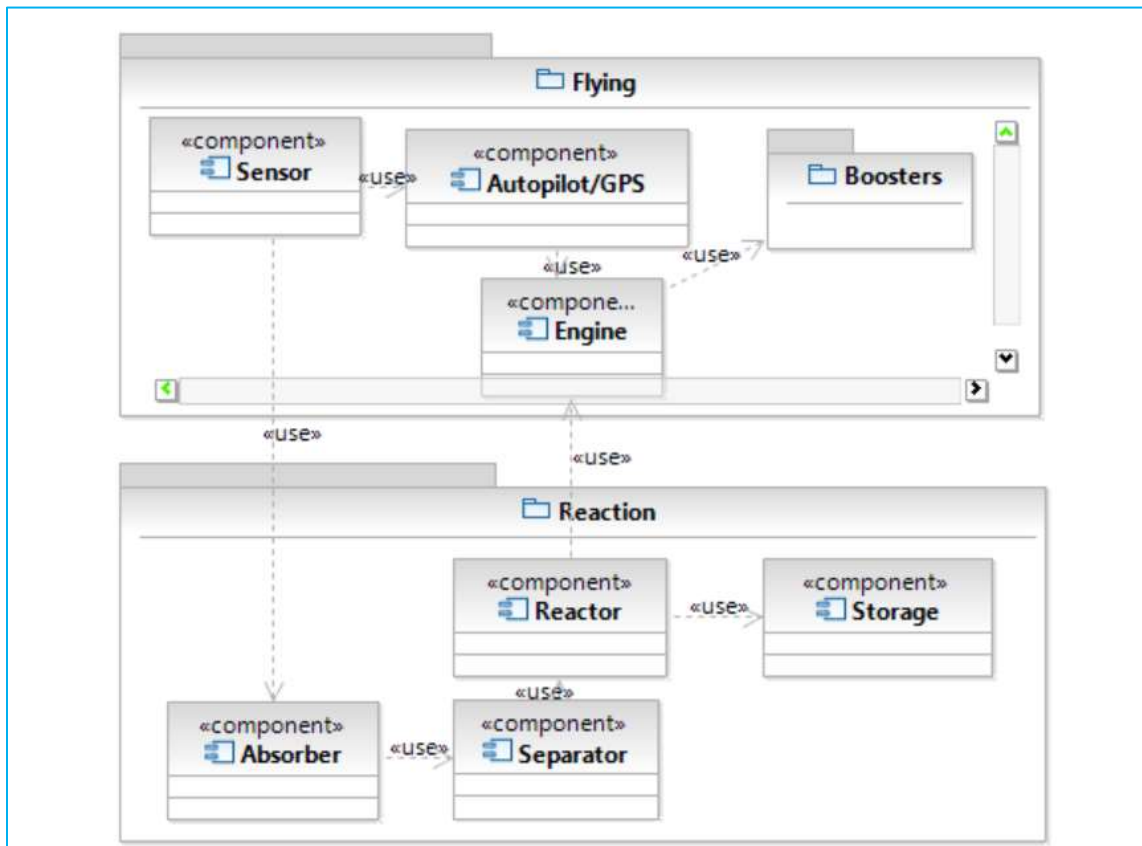 Flying
«component»
Sensor
«use»
«component»
Autopilot/GPS
Boosters
«use»
«use»
«compone...
Engine
«use»
«use»
Reaction
«component»
Reactor
«use»
«component»
Storage
«use»
«component»
Absorber
«use»
«component»
Separator